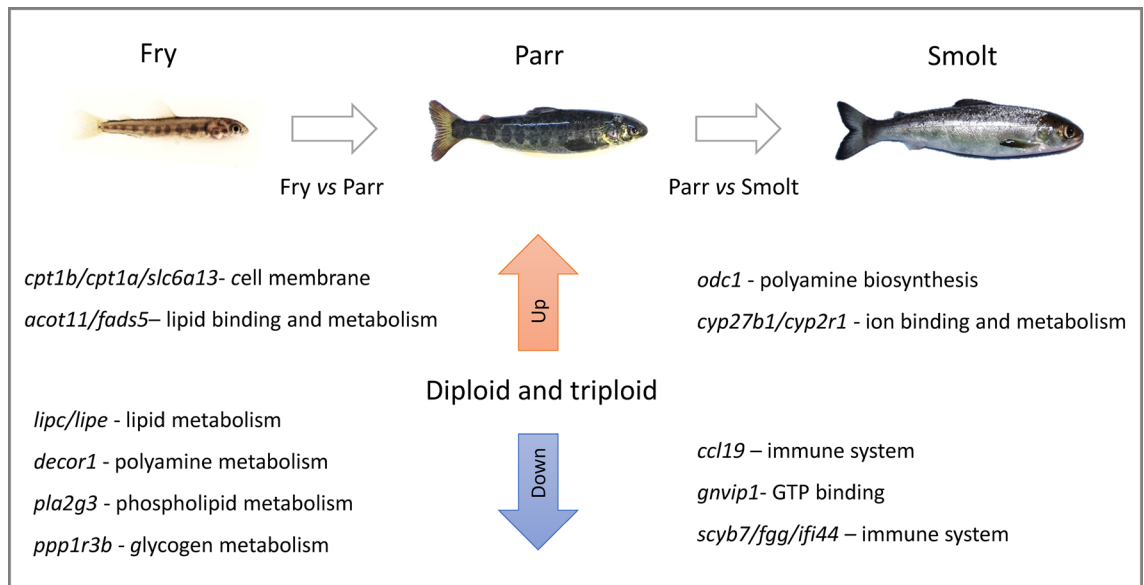 Fry
Parr
Smolt
Fry vs Parr
Parr vs Smolt
cpt1b/cpt1a/slc6a13- cell membrane
acot11/fads5– lipid binding and metabolism
Up
odc1 - polyamine biosynthesis
cyp27b1/cyp2r1 - ion binding and metabolism
Diploid and triploid
lipc/lipe - lipid metabolism
decor1 - polyamine metabolism
pla2g3 - phospholipid metabolism
ppp1r3b - glycogen metabolism
Down
ccl19 – immune system
gnvip1- GTP binding
scyb7/fgg/ifi44 – immune system